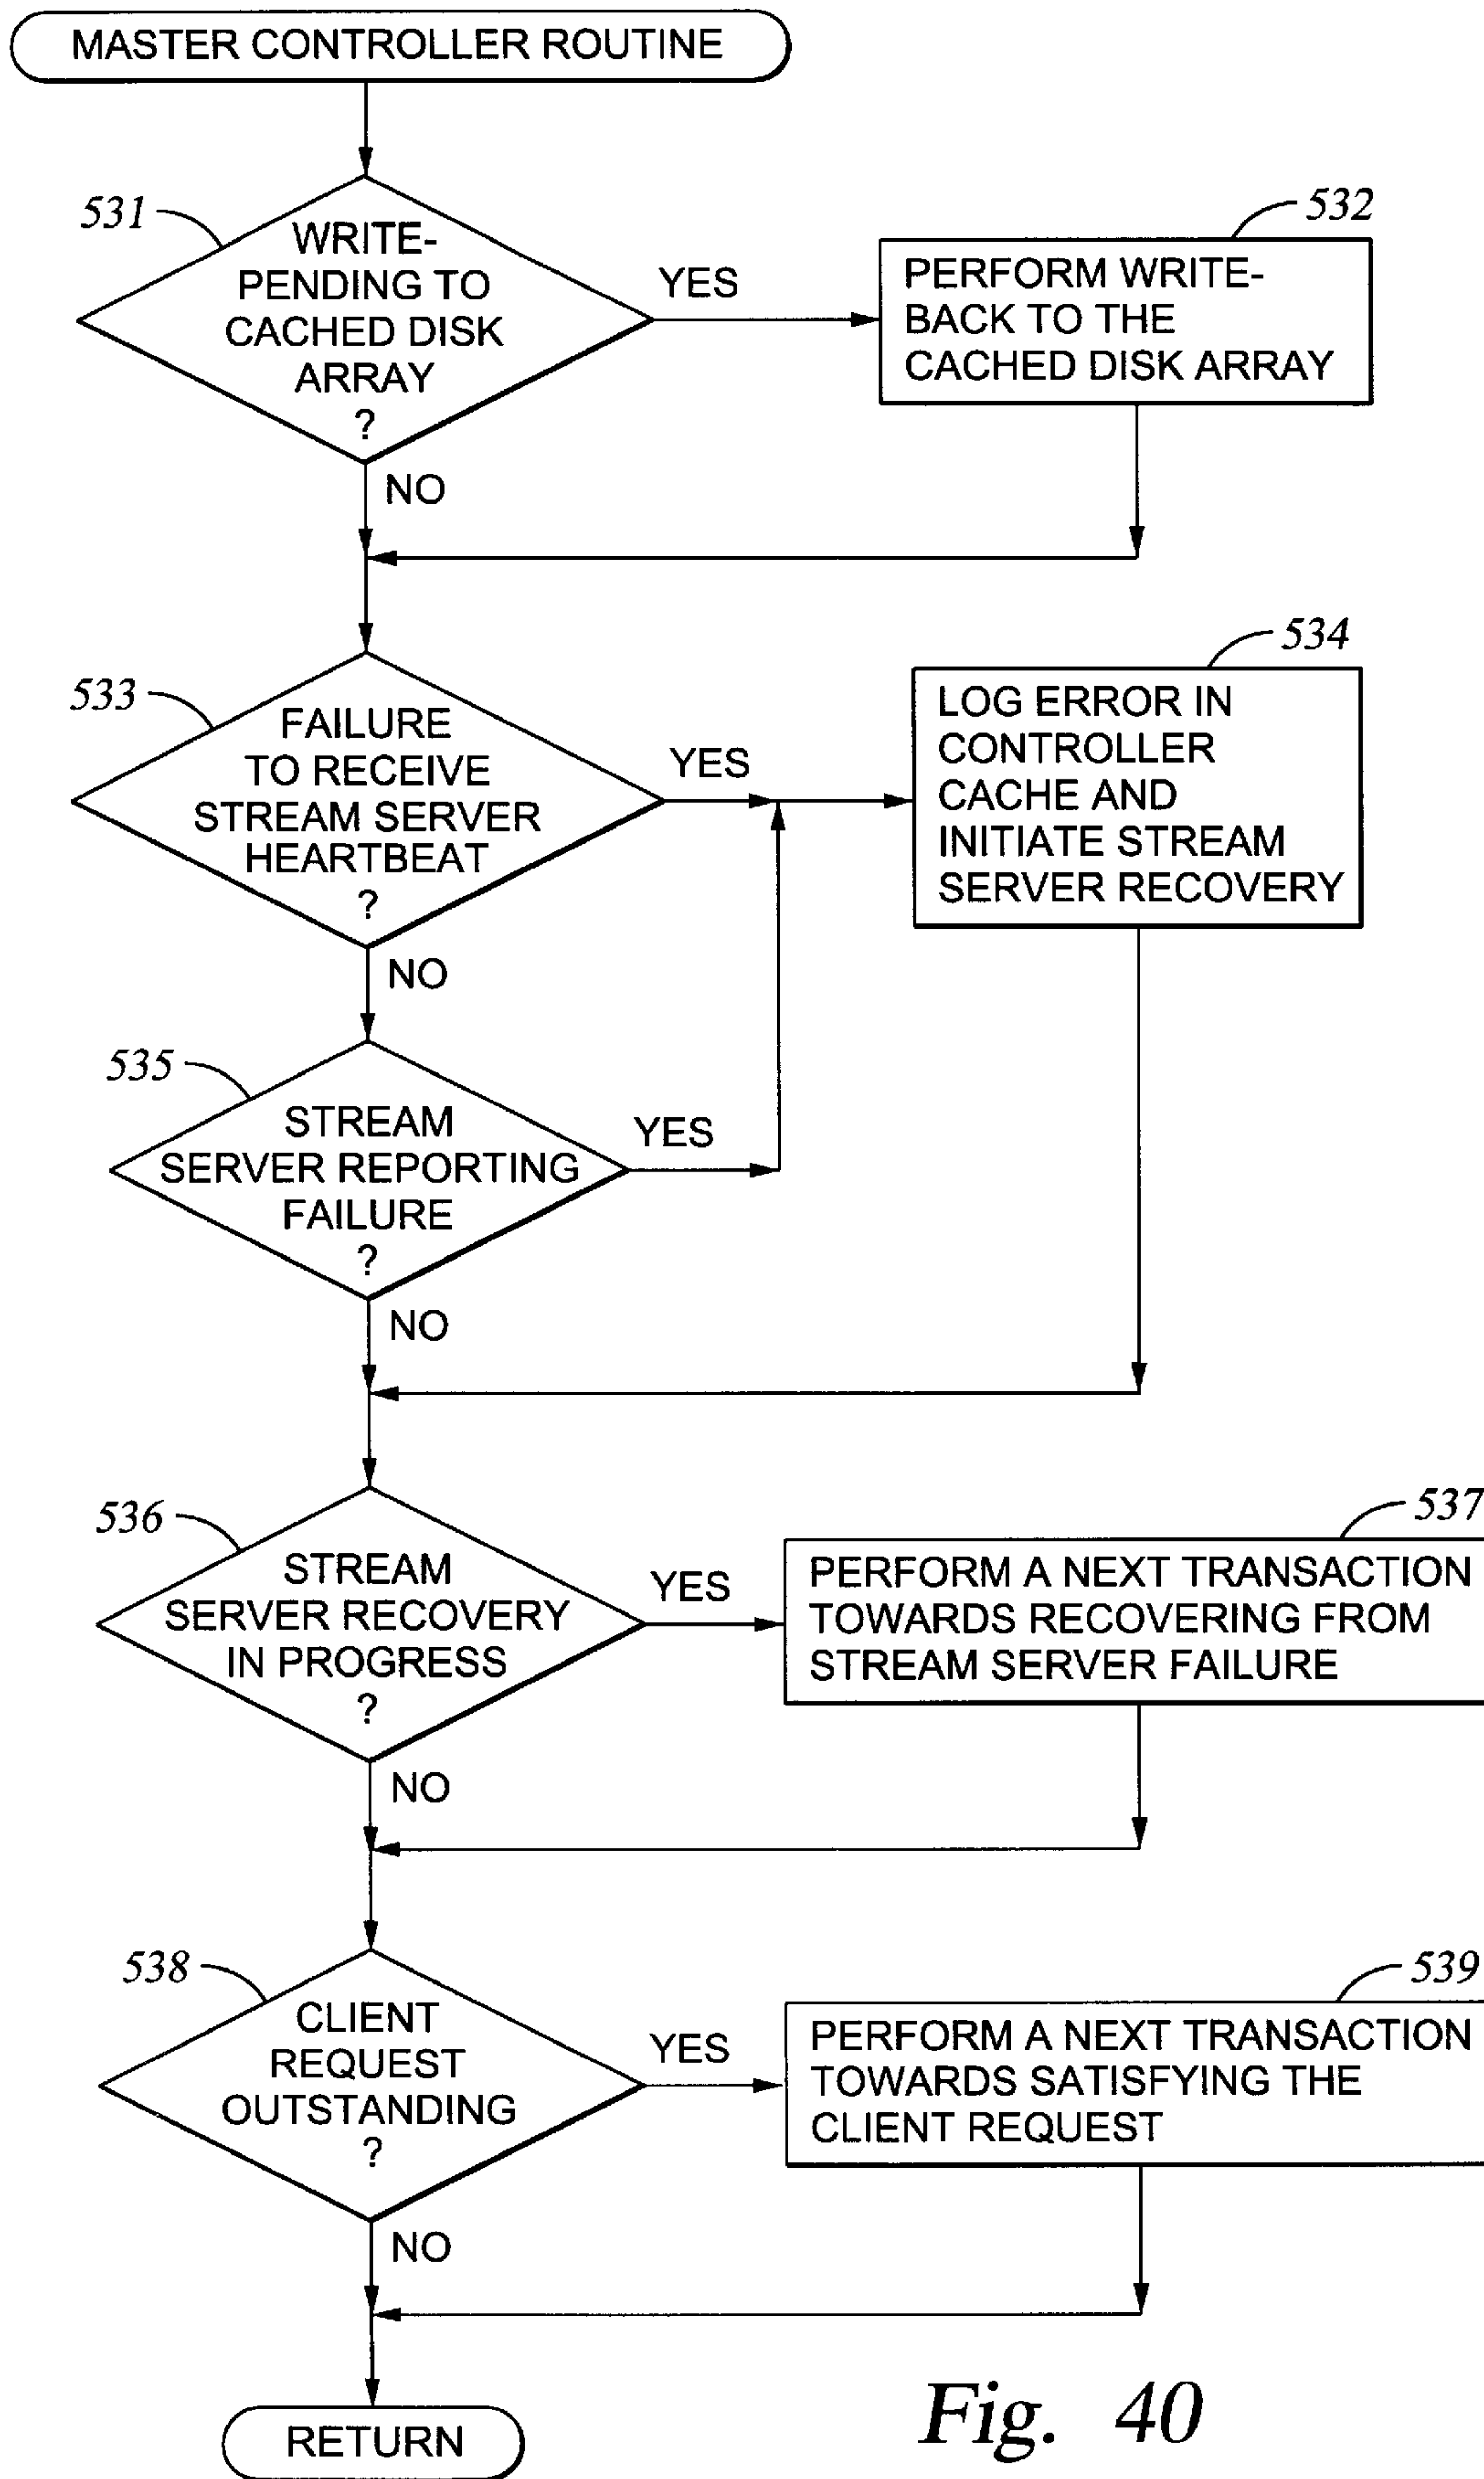 MASTER CONTROLLER ROUTINE
531
WRITE-
PENDING TO
CACHED DISK
ARRAY
?
YES
NO
532
PERFORM WRITE-
BACK TO THE
CACHED DISK ARRAY
533
FAILURE
TO RECEIVE
STREAM SERVER
HEARTBEAT
?
YES
NO
534
LOG ERROR IN
CONTROLLER
CACHE AND
INITIATE STREAM
SERVER RECOVERY
535
STREAM
SERVER REPORTING
FAILURE
?
YES
NO
536
STREAM
SERVER RECOVERY
IN PROGRESS
?
YES
NO
537
PERFORM A NEXT TRANSACTION
TOWARDS RECOVERING FROM
STREAM SERVER FAILURE
538
CLIENT
REQUEST
OUTSTANDING
?
YES
NO
539
PERFORM A NEXT TRANSACTION
TOWARDS SATISFYING THE
CLIENT REQUEST
RETURN
Fig. 40